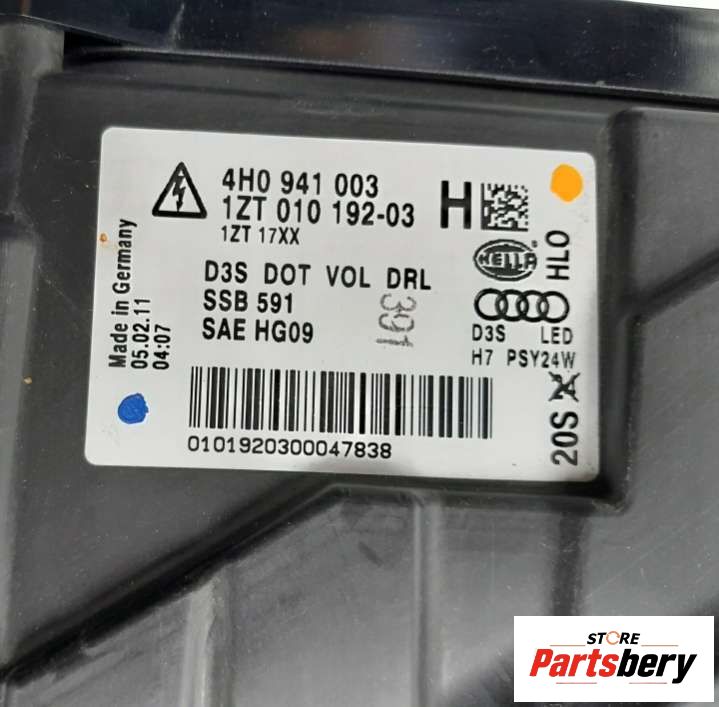 4H0 941 003
1ZT 010 192-03
1ZT 17XX
H
HELLA
HLO
D3S DOT VOL DRL
SSB 591
SAE HG09
391
D3S LED
H7 PSY24W
20S
Made in Germany
05.02.11
04:07
0101920300047838
STORE
Partsbery